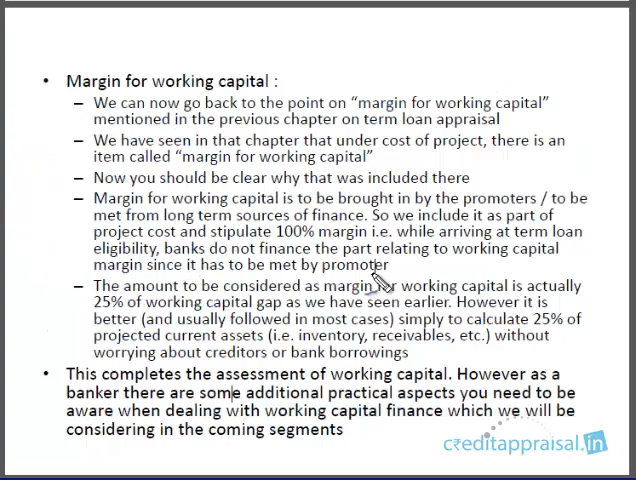 • Margin for working capital :
– We can now go back to the point on “margin for working capital”
mentioned in the previous chapter on term loan appraisal
– We have seen in that chapter that under cost of project, there is an
item called “margin for working capital”
– Now you should be clear why that was included there
– Margin for working capital is to be brought in by the promoters / to be
met from long term sources of finance. So we include it as part of
project cost and stipulate 100% margin i.e. while arriving at term loan
eligibility, banks do not finance the part relating to working capital
margin since it has to be met by promoter
– The amount to be considered as margin for working capital is actually
25% of working capital gap as we have seen earlier. However it is
better (and usually followed in most cases) simply to calculate 25% of
projected current assets (i.e. inventory, receivables, etc.) without
worrying about creditors or bank borrowings
• This completes the assessment of working capital. However as a
banker there are some additional practical aspects you need to be
aware when dealing with working capital finance which we will be
considering in the coming segments
c₹editappraisal.in